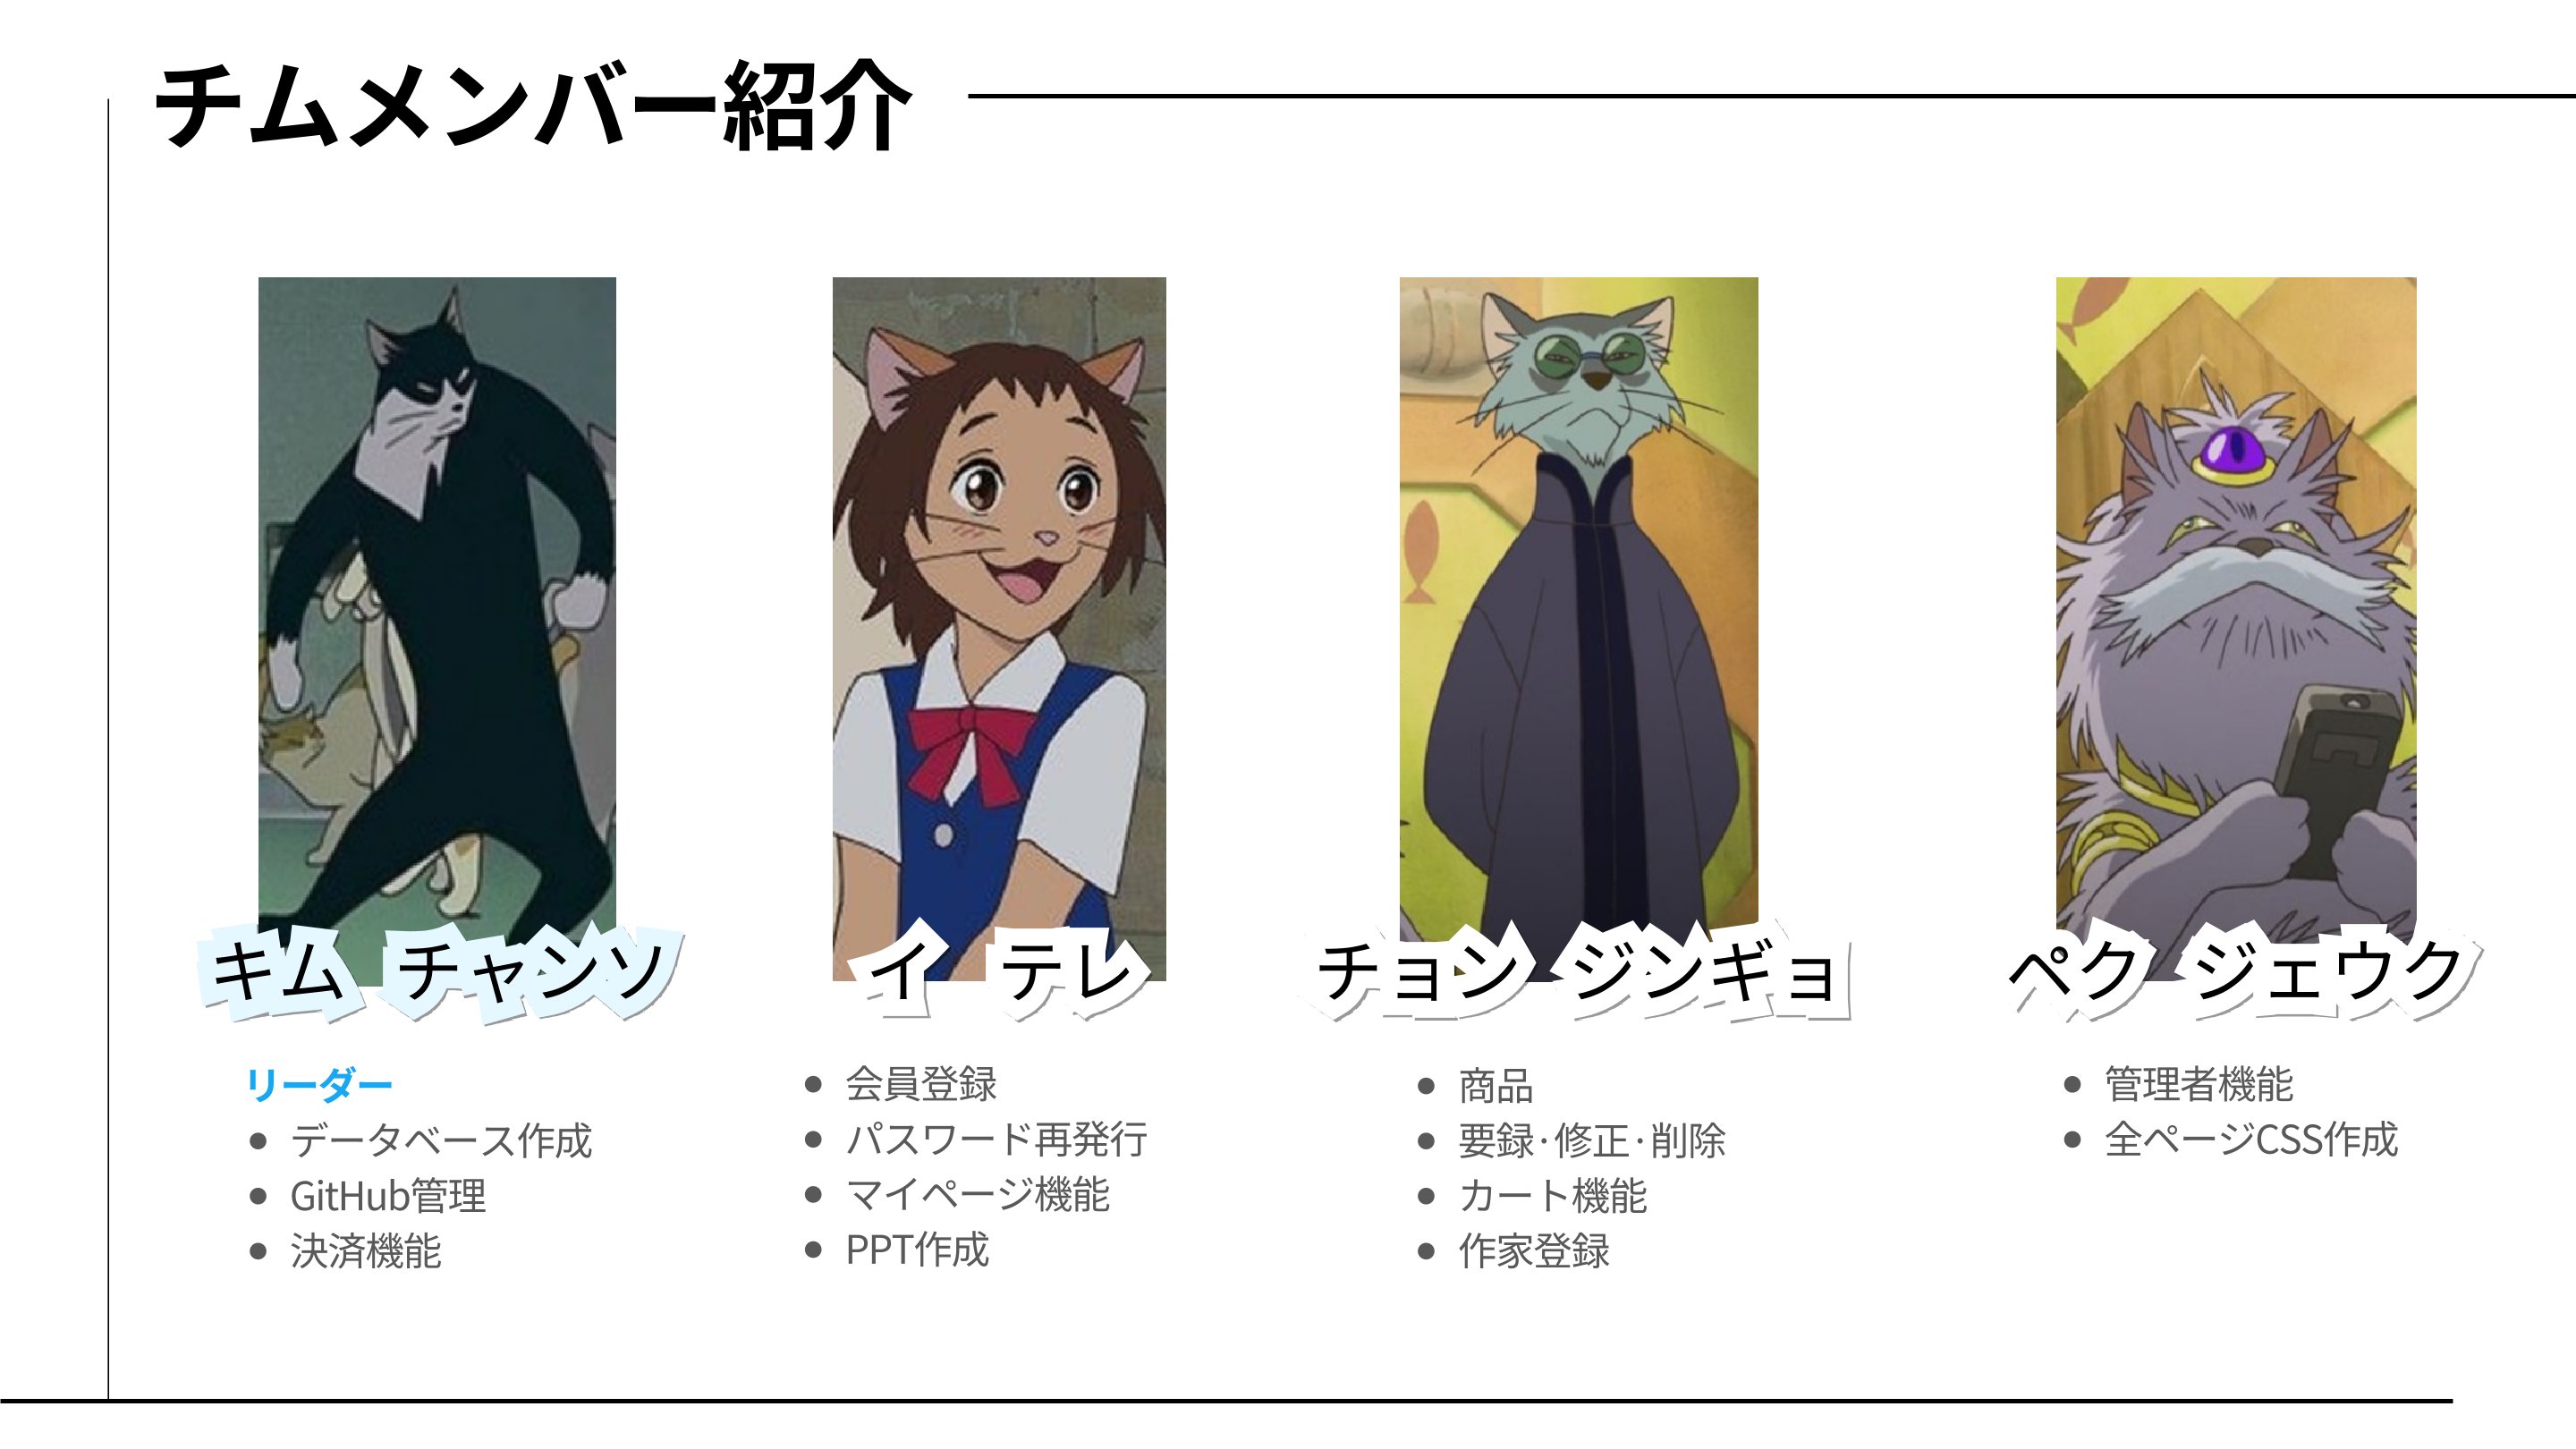 チムメンバー紹介
キム チャンソ
リーダー
データベース作成
GitHub管理
決済機能
イ テレ
会員登録
パスワード再発行
マイページ機能
PPT作成
チョン ジンギョ
商品
要録·修正·削除
カート機能
作家登録
ペク ジェウク
管理者機能
全ページCSS作成